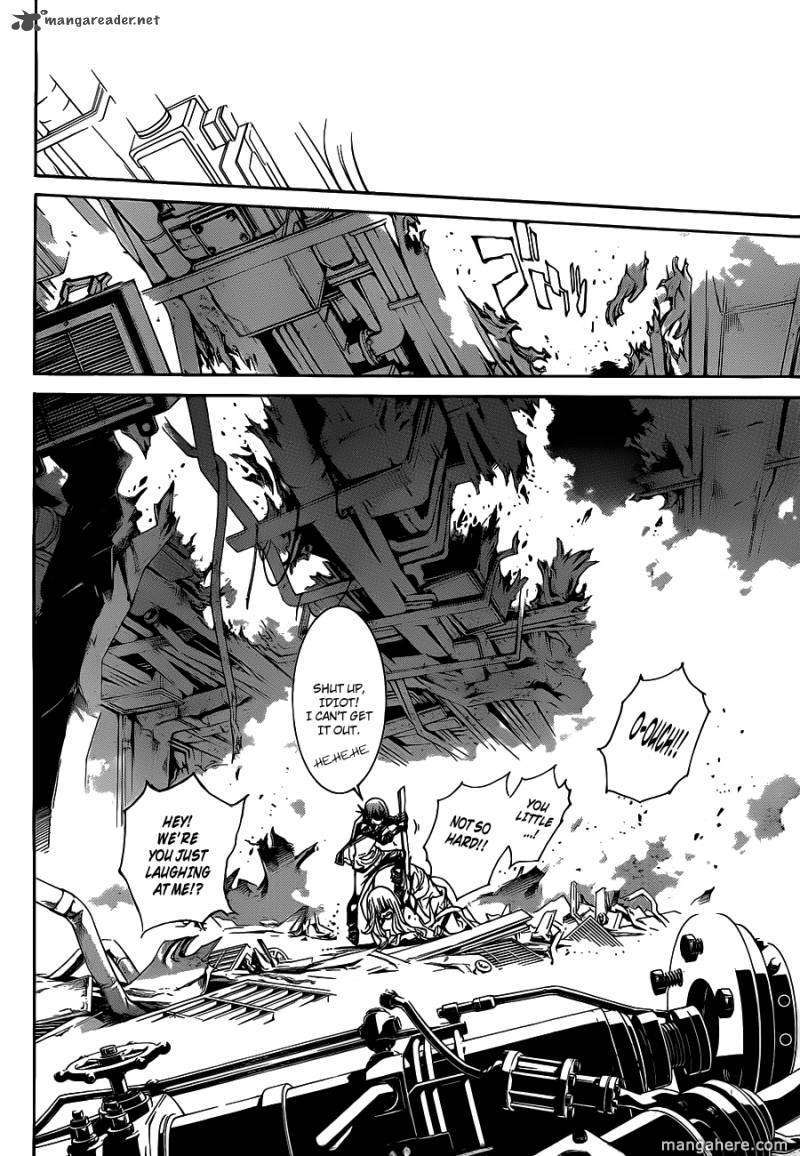 mangareader.net
O-OUCH!!
YOU
LITTLE
...!
NOT SO
HARD!!
SHUT UP,
IDIOT!
I CAN'T GET
IT OUT.
HE-HE-HE
HEY!
WE'RE
YOU JUST
LAUGHING
AT ME!?
mangahere.com